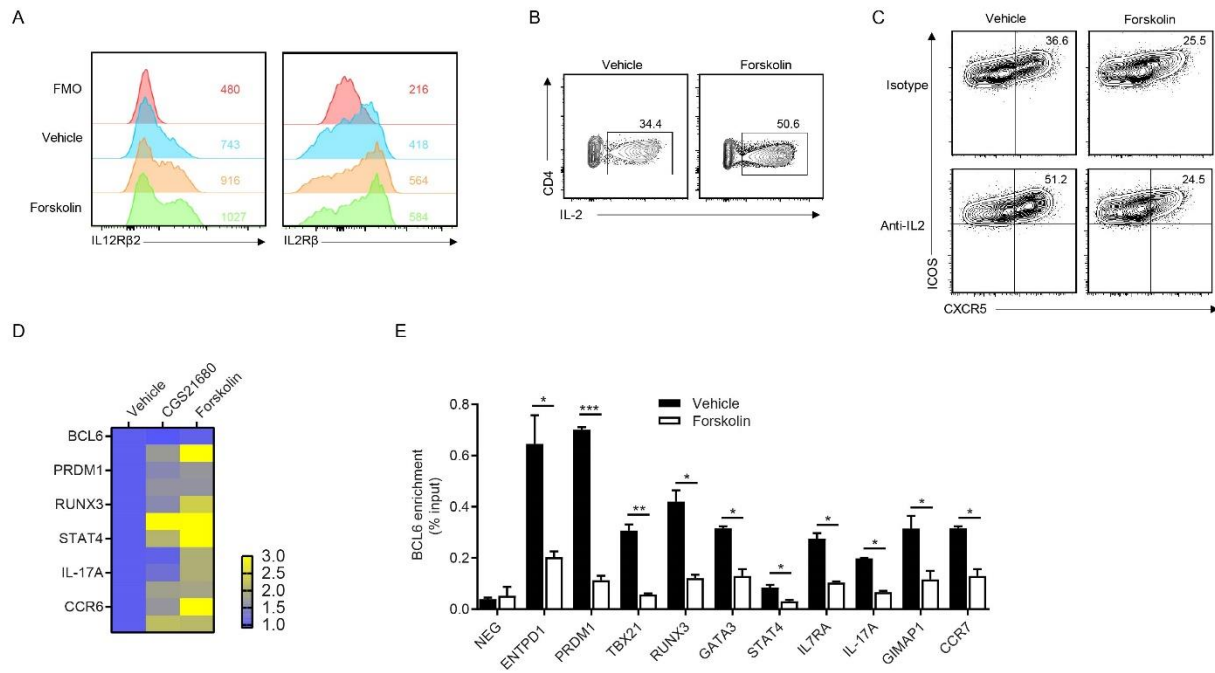 A
FMO
480
216
Vehicle
743
418
916
564
Forskolin
1027
584
IL12Rβ2
IL2Rβ
B
Vehicle
Forskolin
34.4
50.6
CD4
IL-2
C
Vehicle
Forskolin
36.6
25.5
Isotype
51.2
24.5
Anti-IL2
ICOS
CXCR5
D
Vehicle
CGS21680
Forskolin
BCL6
PRDM1
RUNX3
STAT4
IL-17A
CCR6
3.0
2.5
2.0
1.5
1.0
E
Vehicle
Forskolin
BCL6 enrichment
(% input)
0.8
0.6
0.4
0.2
0.0
*
***
**
*
*
*
*
*
*
*
NEG
ENTPD1
PRDM1
TBX21
RUNX3
GATA3
STAT4
IL7RA
IL-17A
GIMAP1
CCR7